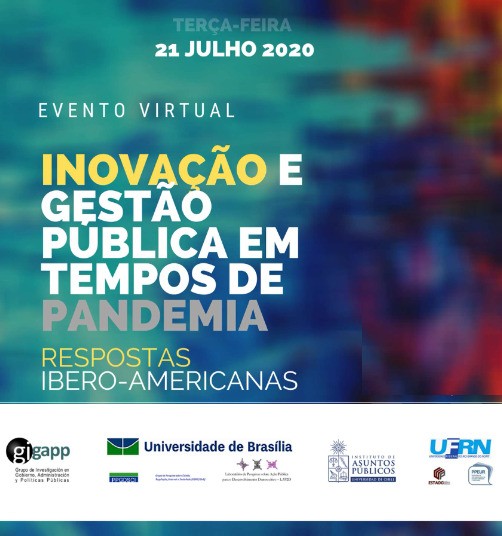 TERÇA-FEIRA
21 JULHO 2020
EVENTO VIRTUAL
INOVAÇÃO E
GESTÃO
PÚBLICA EM
TEMPOS DE
PANDEMIA
RESPOSTAS
IBERO-AMERICANAS
gigapp
Grupo de Investigación en
Gobierno, Administración
y Políticas Públicas
Universidade de Brasília
INSTITUTO DE
ASUNTOS
PÚBLICOS
UNIVERSIDAD DE CHILE
UFRN